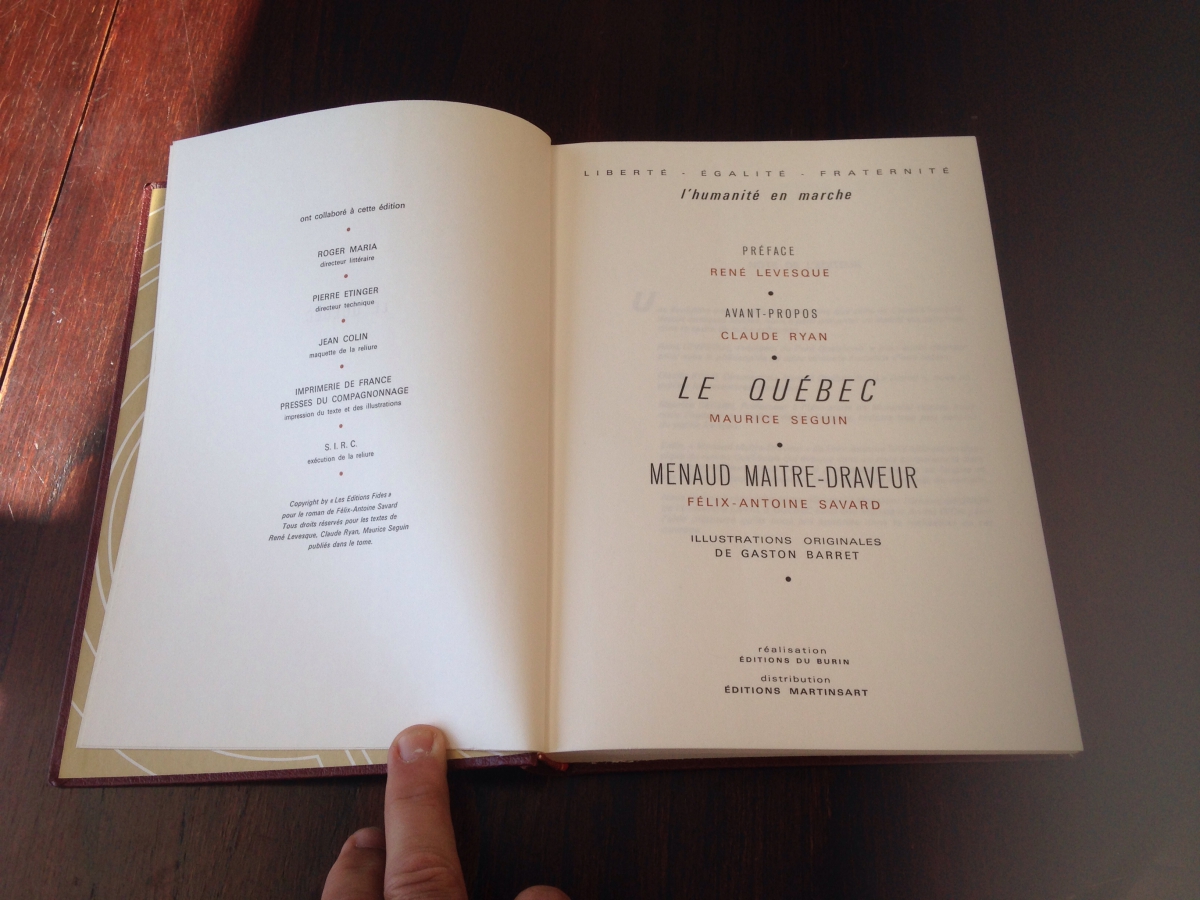 ont collaboré à cette édition
ROGER MARIA
directeur littéraire
PIERRE ETINGER
directeur technique
JEAN COLIN
maquette de la reliure
IMPRIMERIE DE FRANCE
PRESSES DU COMPAGNONNAGE
impression du texte et des illustrations
S. I. R. C.
exécution de la reliure
Copyright by « Les Editions Fides »
pour le roman de Félix-Antoine Savard
Tous droits réservés pour les textes de
René Levesque, Claude Ryan, Maurice Seguin
publiés dans le tome.
LIBERTÉ - ÉGALITÉ - FRATERNITÉ
l'humanité en marche
PRÉFACE
RENÉ LEVESQUE
AVANT-PROPOS
CLAUDE RYAN
LE QUÉBEC
MAURICE SEGUIN
MENAUD MAITRE-DRAVEUR
FÉLIX-ANTOINE SAVARD
ILLUSTRATIONS ORIGINALES
DE GASTON BARRET
réalisation
ÉDITIONS DU BURIN
distribution
ÉDITIONS MARTINSART